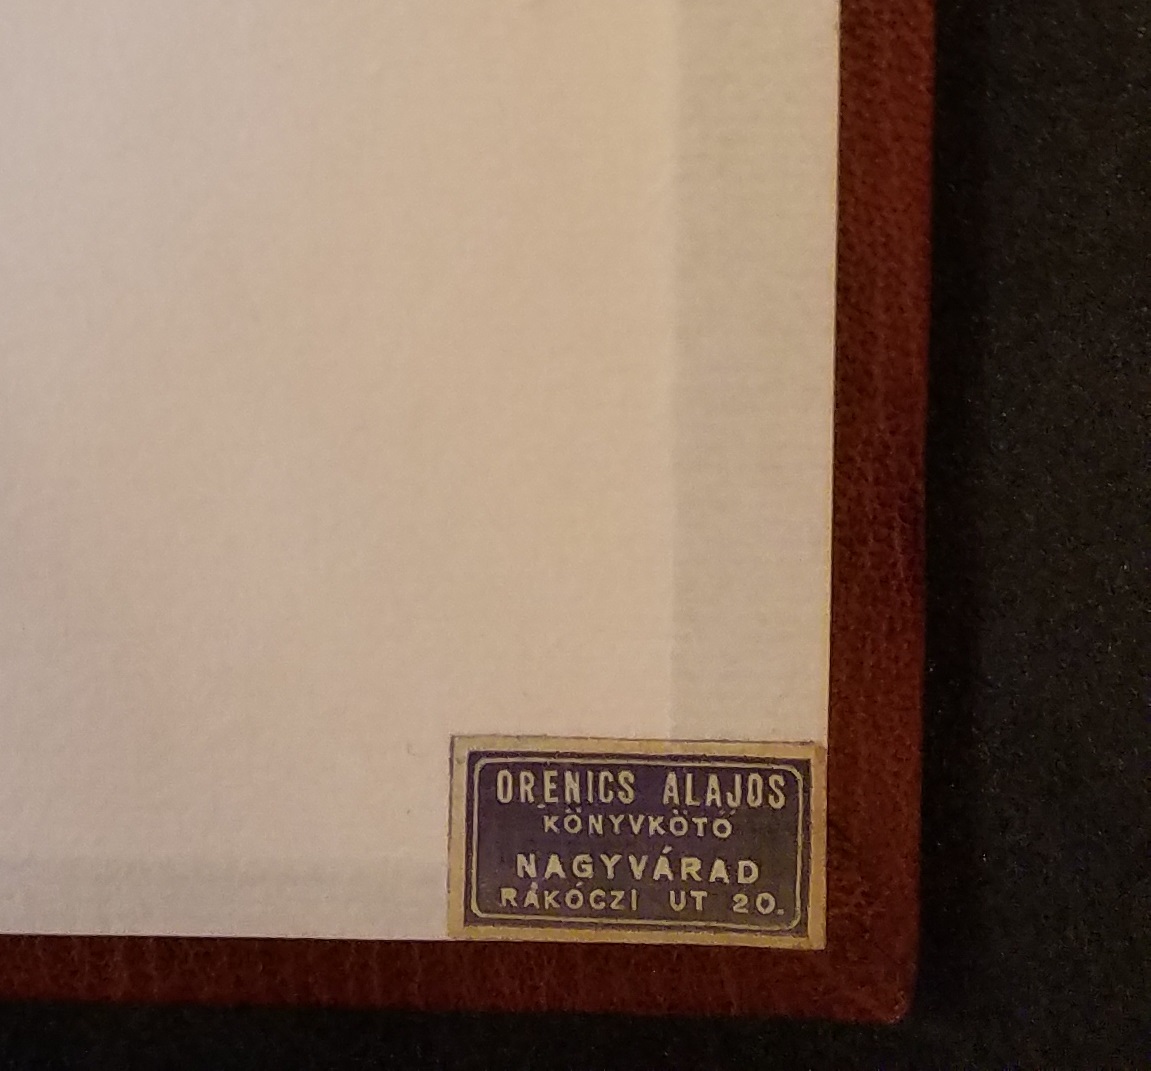 ORENICS ALAJOS
KÖNYVKÖTŐ
NAGYVÁRAD
RÁKÓCZI UT 20.